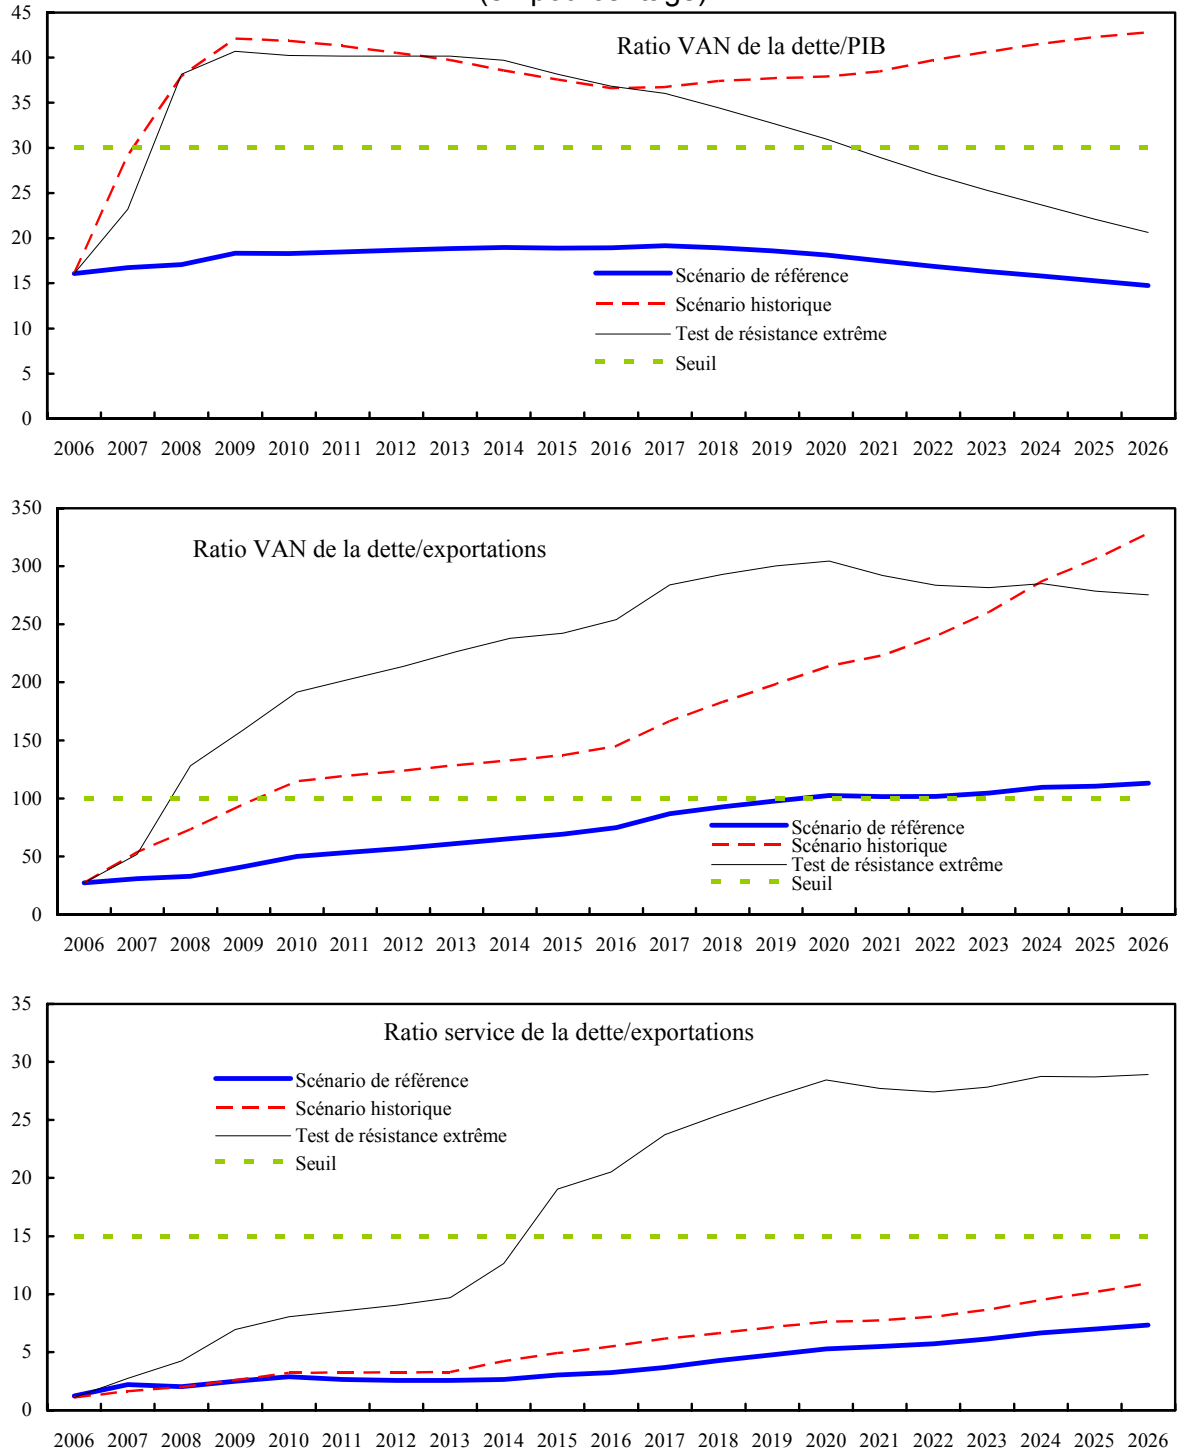 45
Ratio VAN de la dette/PIB
40
35
30
25
20
15
10
5
0
Scénario de référence
Scénario historique
Test de résistance extrême
Seuil
2006 2007 2008 2009 2010 2011 2012 2013 2014 2015 2016 2017 2018 2019 2020 2021 2022 2023 2024 2025 2026
350
Ratio VAN de la dette/exportations
300
250
200
150
100
50
0
Scénario de référence
Scénario historique
Test de résistance extrême
Seuil
2006 2007 2008 2009 2010 2011 2012 2013 2014 2015 2016 2017 2018 2019 2020 2021 2022 2023 2024 2025 2026
35
Ratio service de la dette/exportations
30
25
20
15
10
5
0
Scénario de référence
Scénario historique
Test de résistance extrême
Seuil
2006 2007 2008 2009 2010 2011 2012 2013 2014 2015 2016 2017 2018 2019 2020 2021 2022 2023 2024 2025 2026